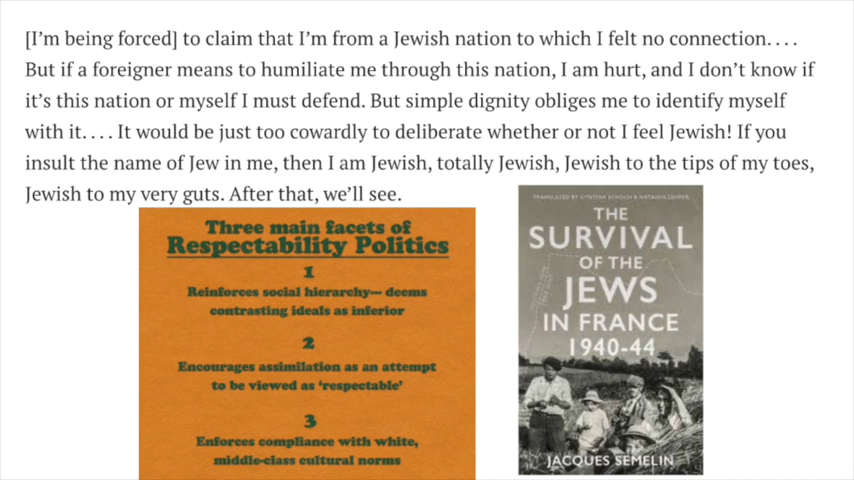 [I'm being forced] to claim that I'm from a Jewish nation to which I felt no connection. . . .
But if a foreigner means to humiliate me through this nation, I am hurt, and I don't know if
it's this nation or myself I must defend. But simple dignity obliges me to identify myself
with it. . . . It would be just too cowardly to deliberate whether or not I feel Jewish! If you
insult the name of Jew in me, then I am Jewish, totally Jewish, Jewish to the tips of my toes,
Jewish to my very guts. After that, we'll see.
Three main facets of
Respectability Politics
1
Reinforces social hierarchy— deems
contrasting ideals as inferior
2
Encourages assimilation as an attempt
to be viewed as 'respectable'
3
Enforces compliance with white,
middle-class cultural norms
TRANSLATED BY CYNTHIA SCHOCH & NATASHA LEHRER
THE
SURVIVAL
OF THE
JEWS
IN FRANCE
1940-44
JACQUES SEMELIN